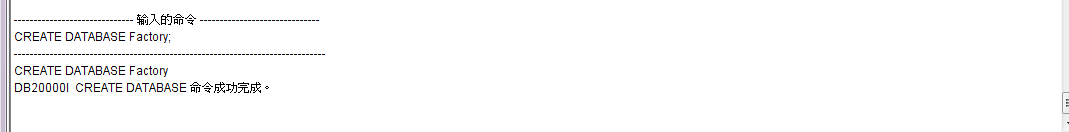 ------------------------------ 输入的命令 ------------------------------
CREATE DATABASE Factory;
------------------------------------------------------------------------------
CREATE DATABASE Factory
DB20000I  CREATE DATABASE 命令成功完成。